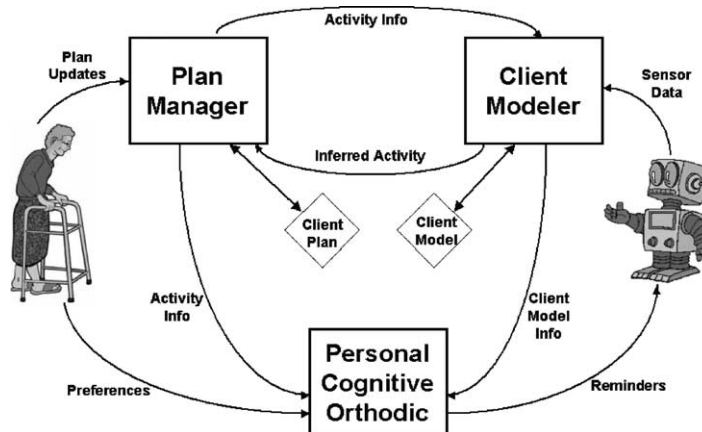 Activity Info
Plan
Updates
Plan
Manager
Client
Modeler
Sensor
Data
Inferred Activity
Client
Plan
Client
Model
Activity
Info
Client
Model
Info
Personal
Cognitive
Orthodic
Preferences
Reminders